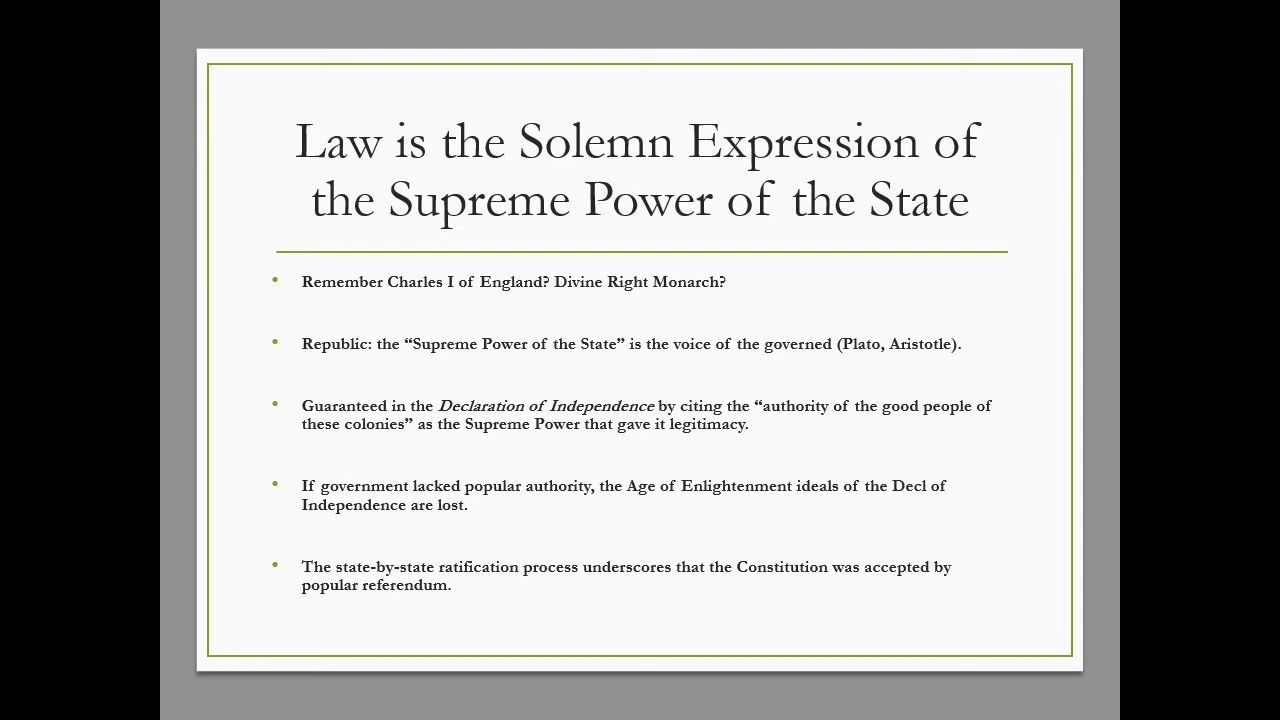 Law is the Solemn Expression of
the Supreme Power of the State
• Remember Charles I of England? Divine Right Monarch?
• Republic: the “Supreme Power of the State” is the voice of the governed (Plato, Aristotle).
• Guaranteed in the Declaration of Independence by citing the “authority of the good people of
these colonies” as the Supreme Power that gave it legitimacy.
• If government lacked popular authority, the Age of Enlightenment ideals of the Decl of
Independence are lost.
• The state-by-state ratification process underscores that the Constitution was accepted by
popular referendum.